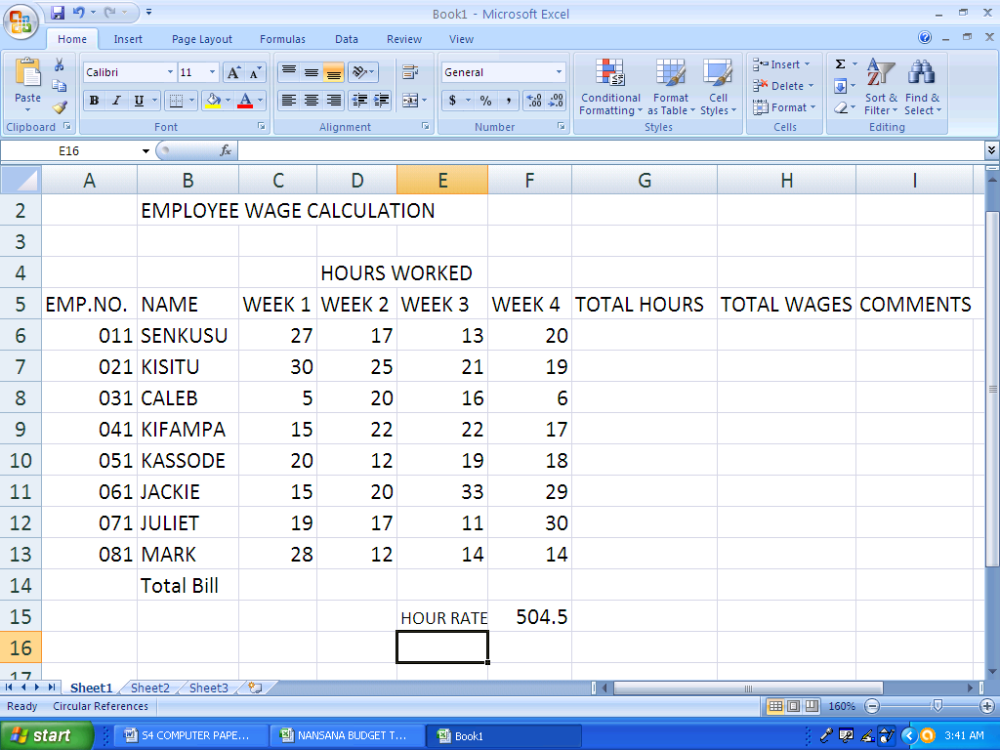 Book1 - Microsoft Excel
Home Insert Page Layout Formulas Data Review View
Paste Calibri 11 A A General Conditional Formatting Format as Table Cell Styles Insert Delete Format Σ Sort & Filter Find & Select
B I U A $ % ,
Clipboard Font Alignment Number Styles Cells Editing
E16 fx
A B C D E F G H I
2 EMPLOYEE WAGE CALCULATION
3
4 HOURS WORKED
5 EMP.NO. NAME WEEK 1 WEEK 2 WEEK 3 WEEK 4 TOTAL HOURS TOTAL WAGES COMMENTS
6 011 SENKUSU 27 17 13 20
7 021 KISITU 30 25 21 19
8 031 CALEB 5 20 16 6
9 041 KIFAMPA 15 22 22 17
10 051 KASSODE 20 12 19 18
11 061 JACKIE 15 20 33 29
12 071 JULIET 19 17 11 30
13 081 MARK 28 12 14 14
14 Total Bill
15 HOUR RATE 504.5
16
17
Sheet1 Sheet2 Sheet3
Ready Circular References 160%
start S4 COMPUTER PAPE... NANSANA BUDGET T... Book1 3:41 AM